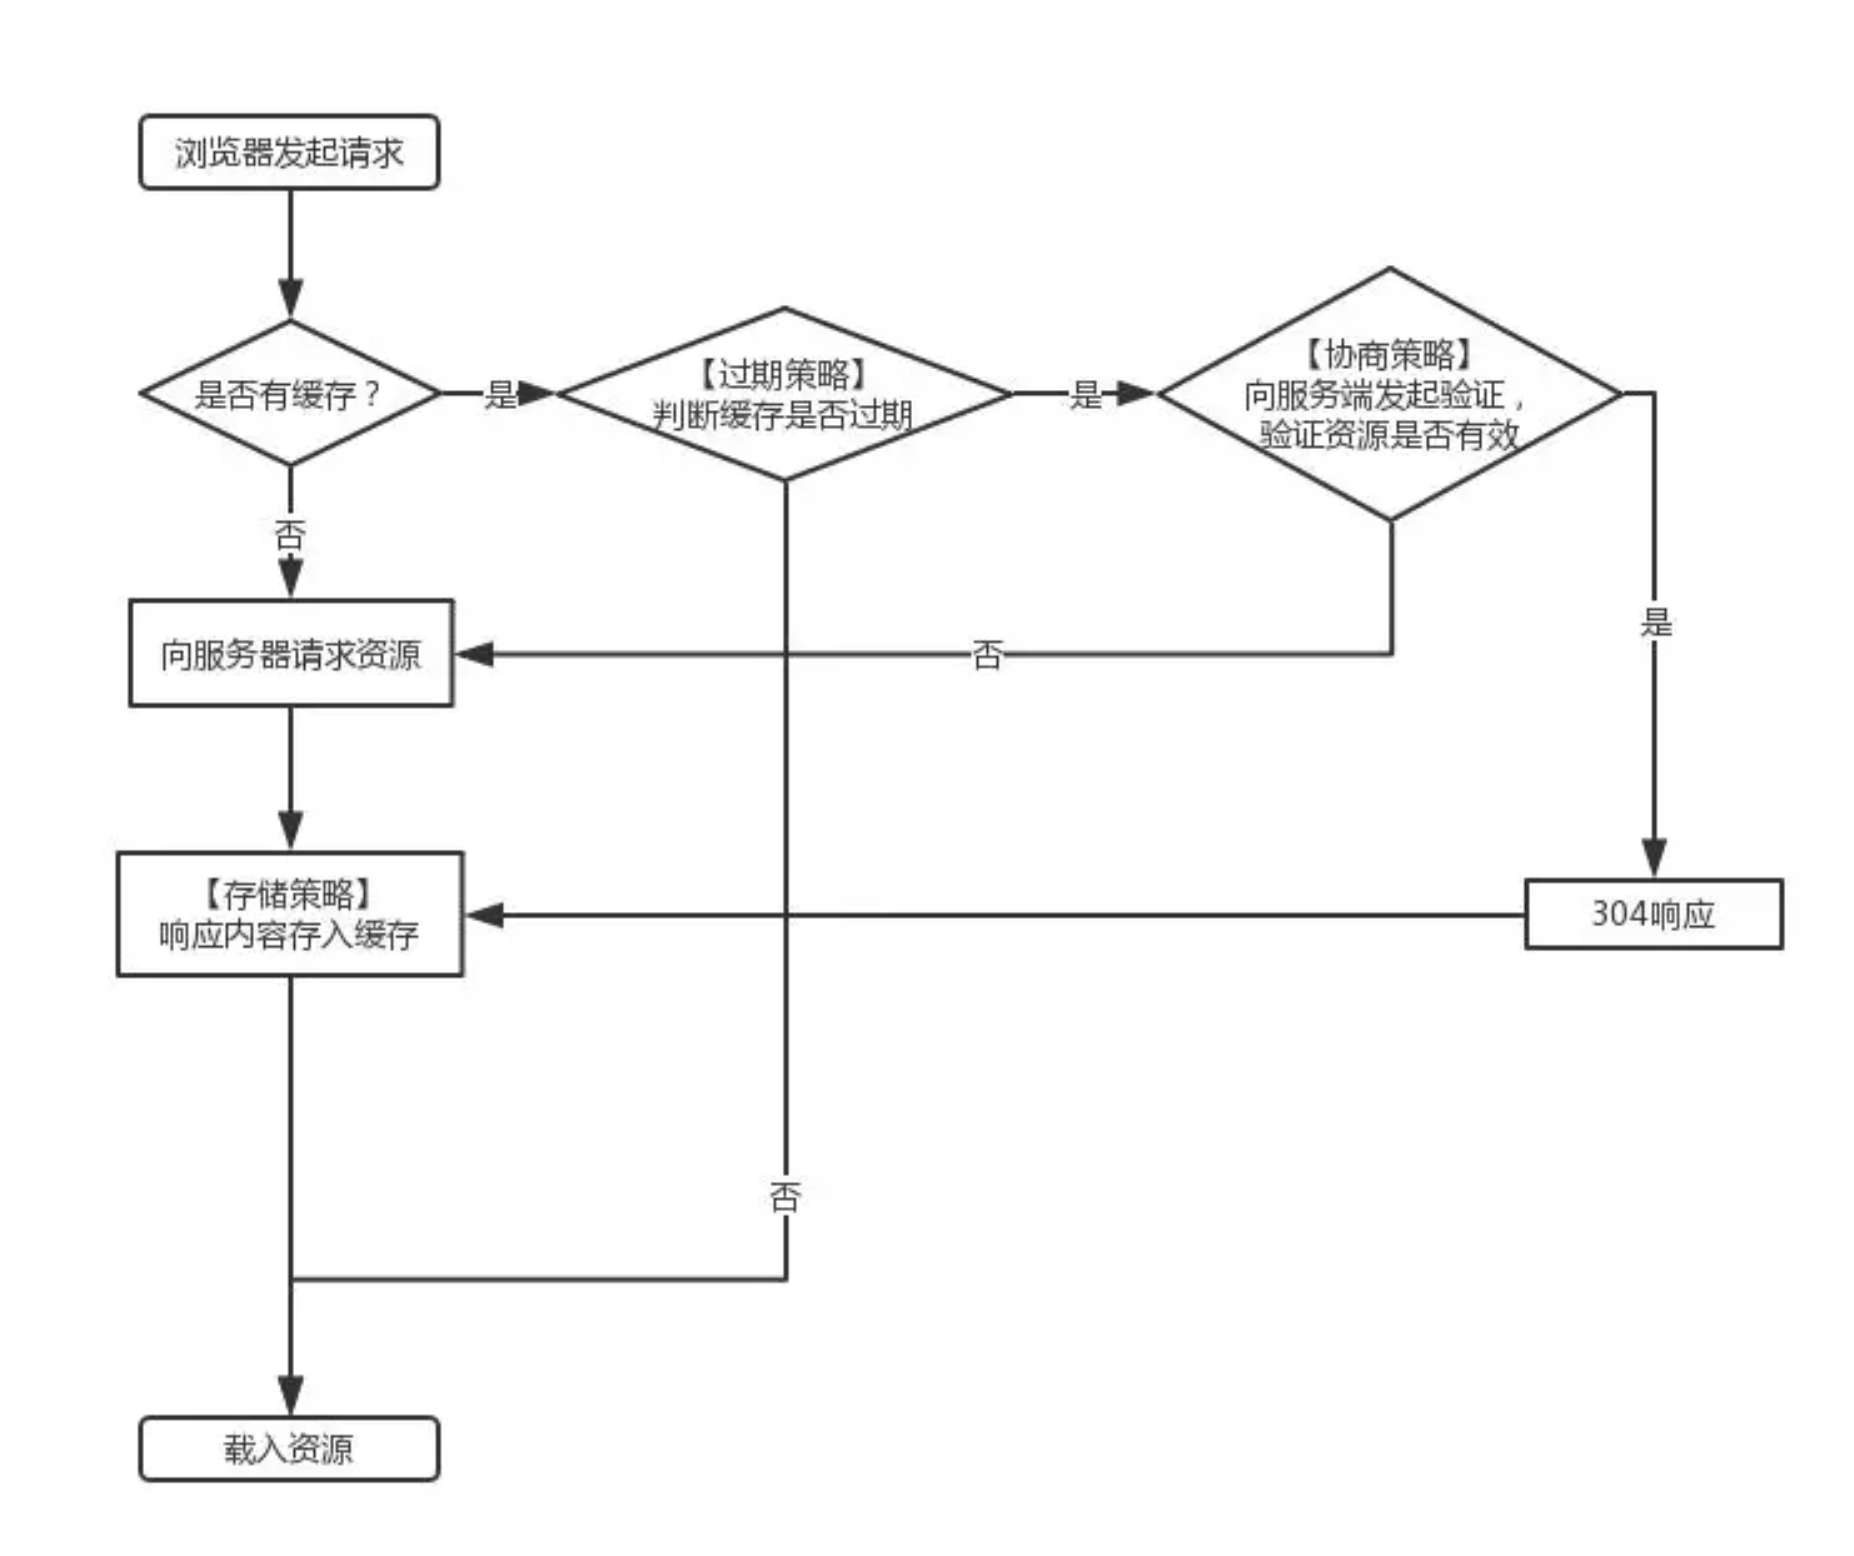 浏览器发起请求
是否有缓存？
是
【过期策略】
判断缓存是否过期
是
【协商策略】
向服务端发起验证，
验证资源是否有效
否
是
向服务器请求资源
否
【存储策略】
响应内容存入缓存
304响应
否
载入资源